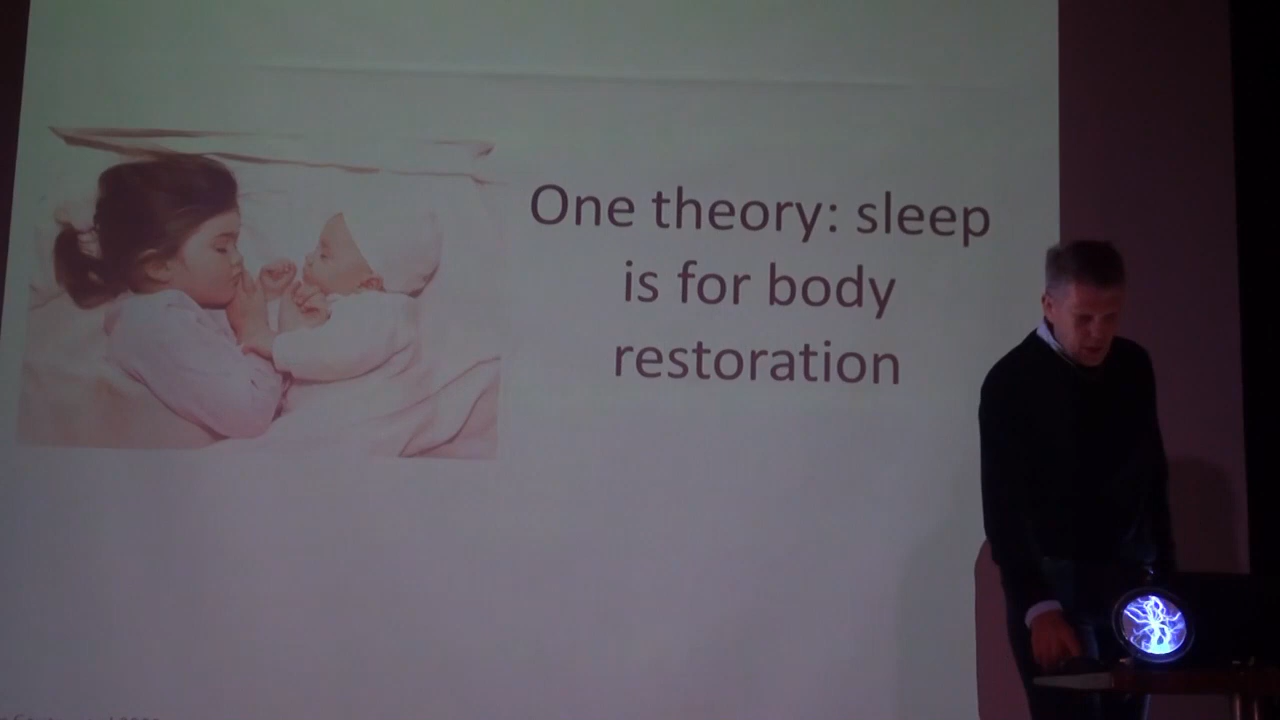 One theory: sleep
is for body
restoration